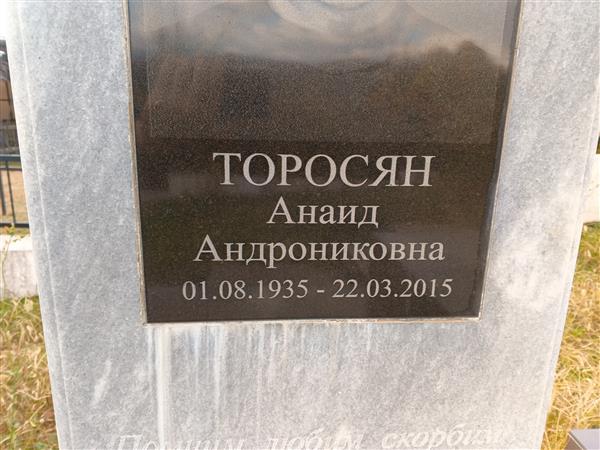 ТОРОСЯН
Анаид
Андрониковна
01.08.1935 - 22.03.2015
Помним любим скорбим